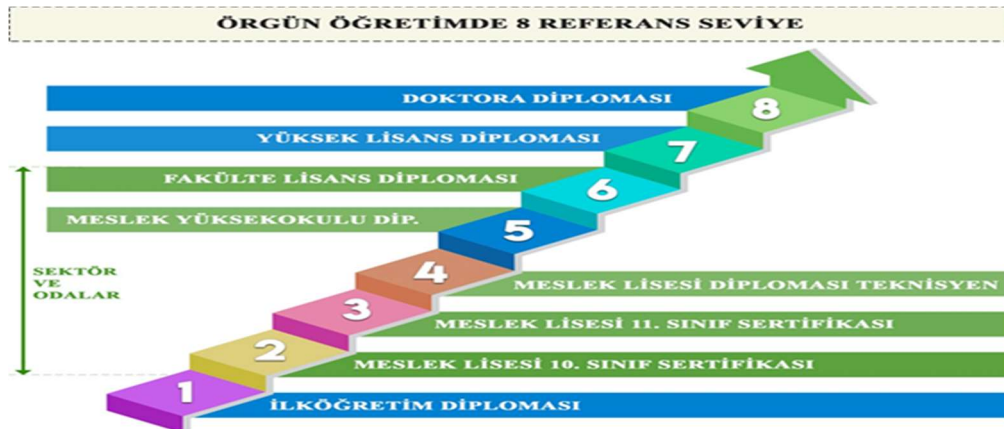 ÖRGÜN ÖĞRETİMDE 8 REFERANS SEVİYE
DOKTORA DİPLOMASI
8
YÜKSEK LİSANS DİPLOMASI
7
FAKÜLTE LİSANS DİPLOMASI
6
MESLEK YÜKSEKOKULU DİP.
5
SEKTÖR
VE
ODALAR
4
MESLEK LİSESİ DİPLOMASI TEKNİSYEN
3
MESLEK LİSESİ 11. SINIF SERTİFİKASI
2
MESLEK LİSESİ 10. SINIF SERTİFİKASI
1
İLKÖĞRETİM DİPLOMASI